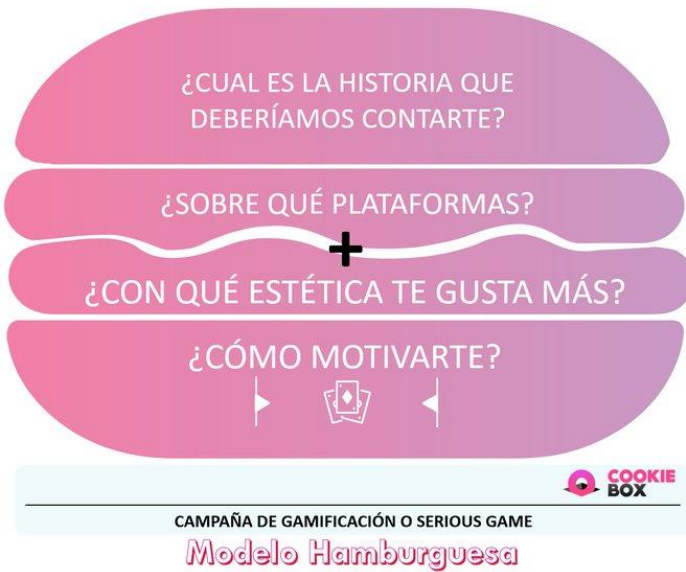 ¿CUAL ES LA HISTORIA QUE
DEBERÍAMOS CONTARTE?
¿SOBRE QUÉ PLATAFORMAS?
+
¿CON QUÉ ESTÉTICA TE GUSTA MÁS?
¿CÓMO MOTIVARTE?
COOKIE
BOX
CAMPAÑA DE GAMIFICACIÓN O SERIOUS GAME
Modelo Hamburguesa